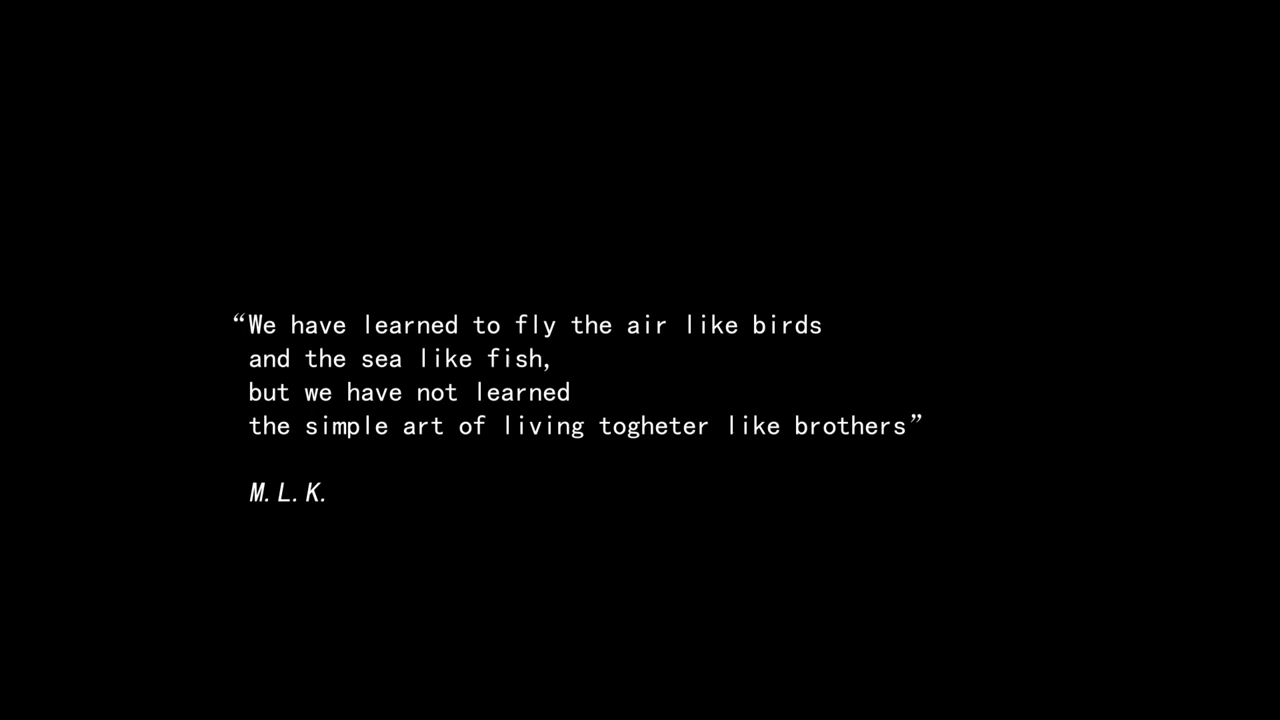 “We have learned to fly the air like birds
and the sea like fish,
but we have not learned
the simple art of living togheter like brothers”
M.L.K.